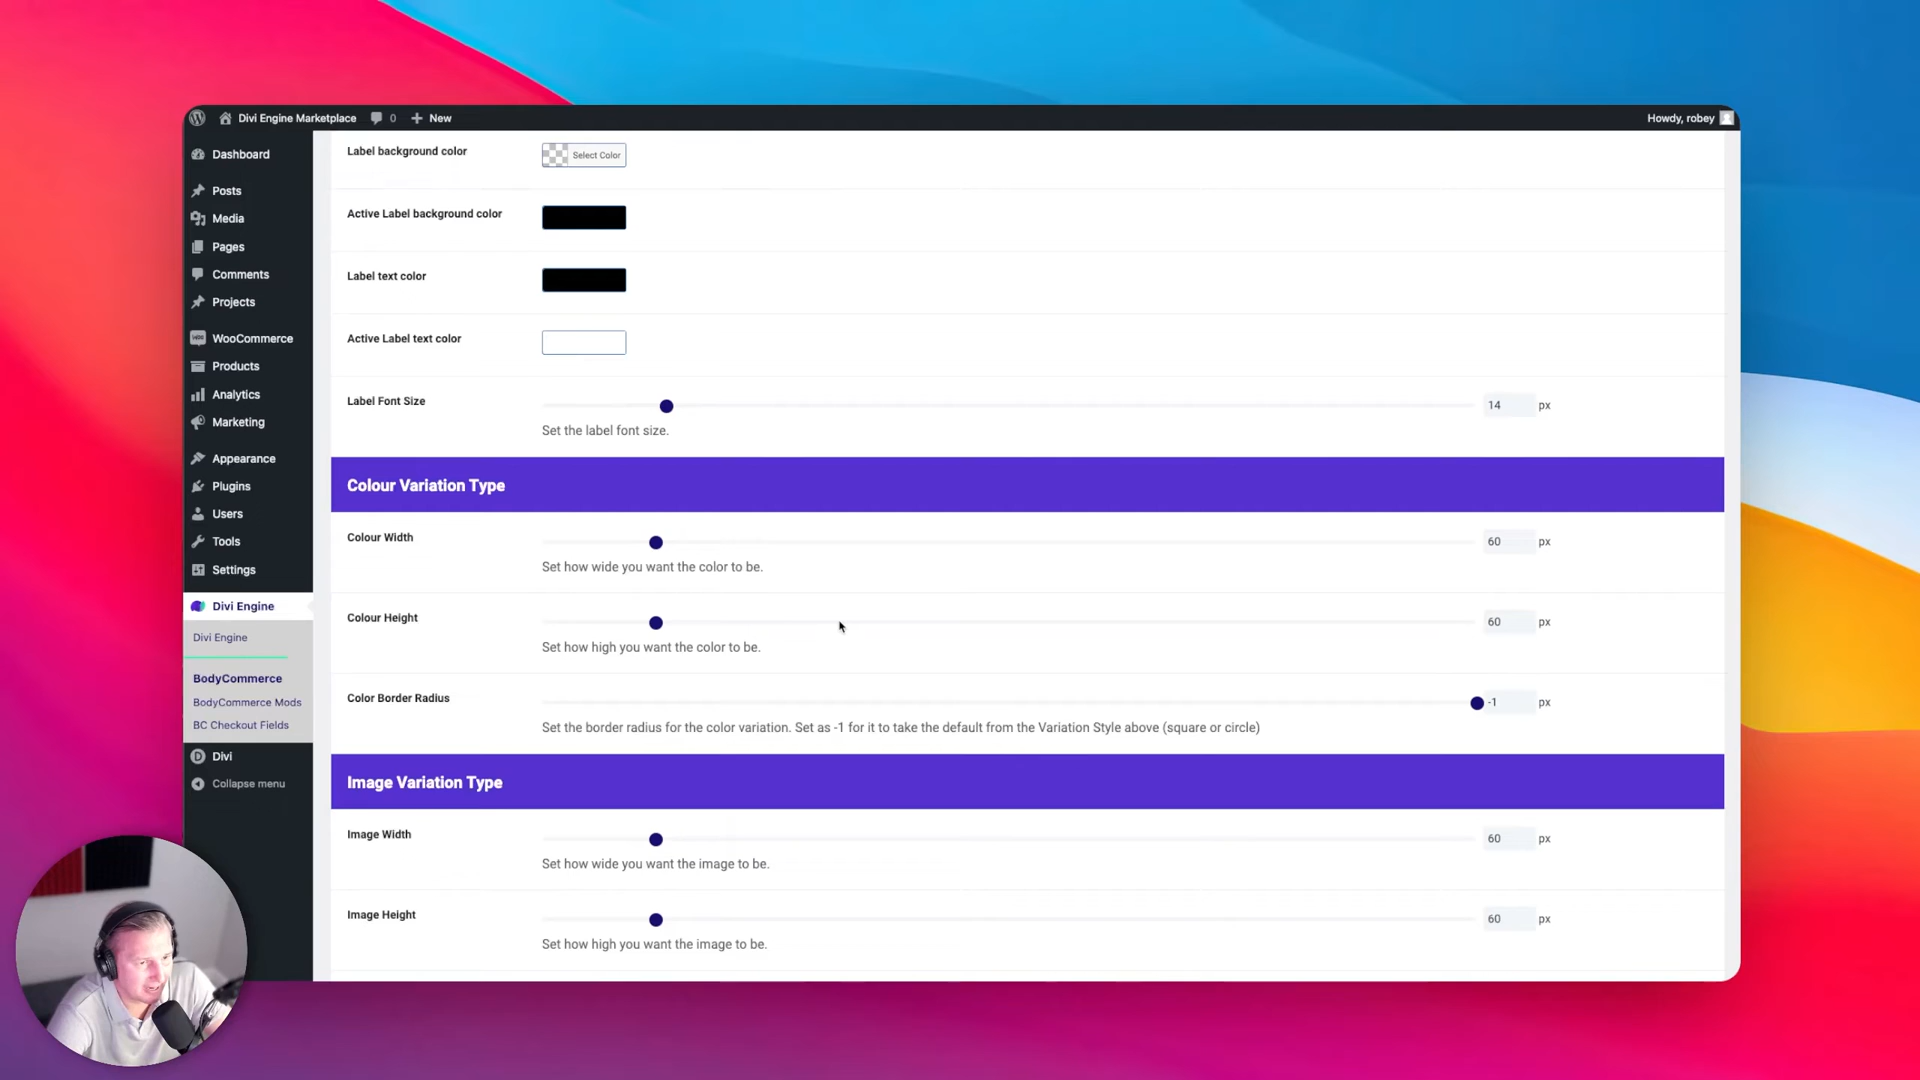 Divi Engine Marketplace 0 New Howdy, robey
Dashboard
Posts
Media
Pages
Comments
Projects
WooCommerce
Products
Analytics
Marketing
Appearance
Plugins
Users
Tools
Settings
Divi Engine
Divi Engine
BodyCommerce
BodyCommerce Mods
BC Checkout Fields
Divi
Collapse menu
Label background color Select Color
Active Label background color
Label text color
Active Label text color
Label Font Size 14 px
Set the label font size.
Colour Variation Type
Colour Width 60 px
Set how wide you want the color to be.
Colour Height 60 px
Set how high you want the color to be.
Color Border Radius -1 px
Set the border radius for the color variation. Set as -1 for it to take the default from the Variation Style above (square or circle)
Image Variation Type
Image Width 60 px
Set how wide you want the image to be.
Image Height 60 px
Set how high you want the image to be.